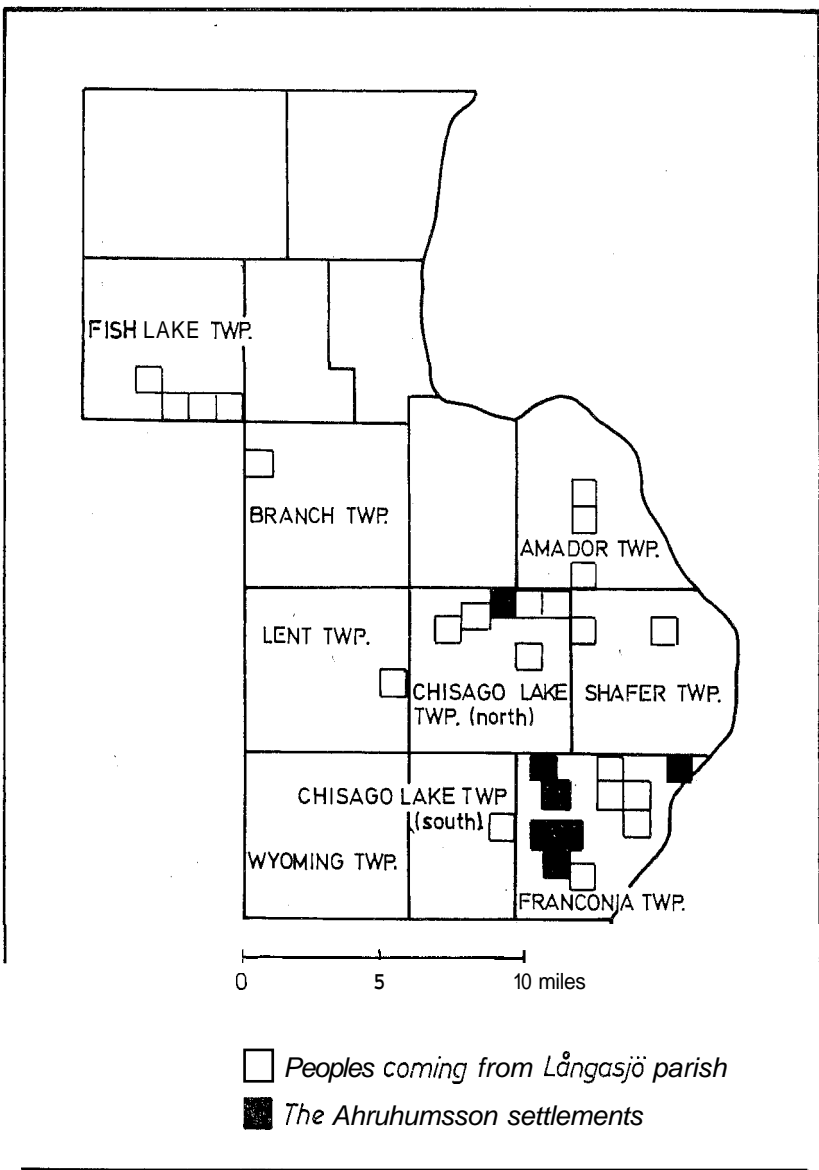 FISH LAKE TWP.
BRANCH TWP.
AMADOR TWP.
LENT TWP.
CHISAGO LAKE
TWP. (north)
SHAFER TWP.
CHISAGO LAKE TWP
(south)
WYOMING TWP.
FRANCONIA TWP.
0 5 10 miles
Peoples coming from Långasjö parish
The Ahruhumsson settlements